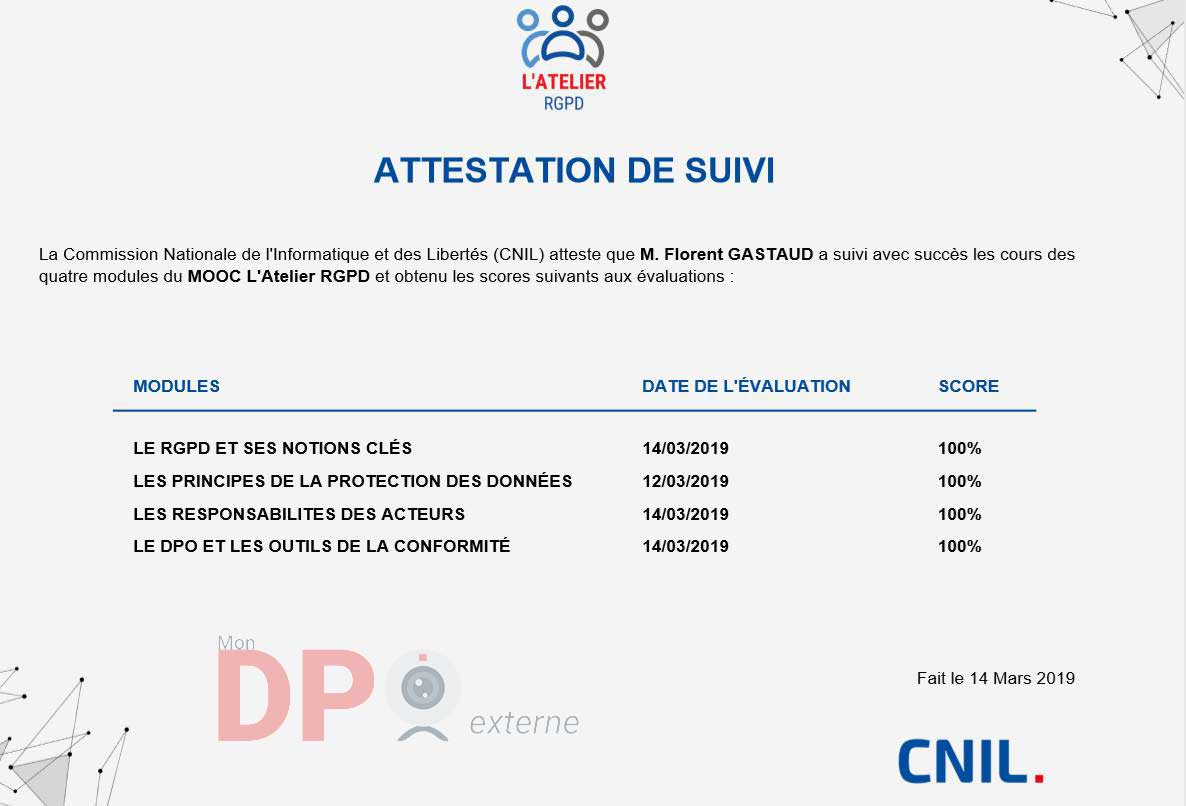 L'ATELIER
RGPD
ATTESTATION DE SUIVI
La Commission Nationale de l'Informatique et des Libertés (CNIL) atteste que M. Florent GASTAUD a suivi avec succès les cours des
quatre modules du MOOC L'Atelier RGPD et obtenu les scores suivants aux évaluations :
MODULES DATE DE L'ÉVALUATION SCORE
LE RGPD ET SES NOTIONS CLÉS 14/03/2019 100%
LES PRINCIPES DE LA PROTECTION DES DONNÉES 12/03/2019 100%
LES RESPONSABILITES DES ACTEURS 14/03/2019 100%
LE DPO ET LES OUTILS DE LA CONFORMITÉ 14/03/2019 100%
Mon
DPO externe
Fait le 14 Mars 2019
CNIL.